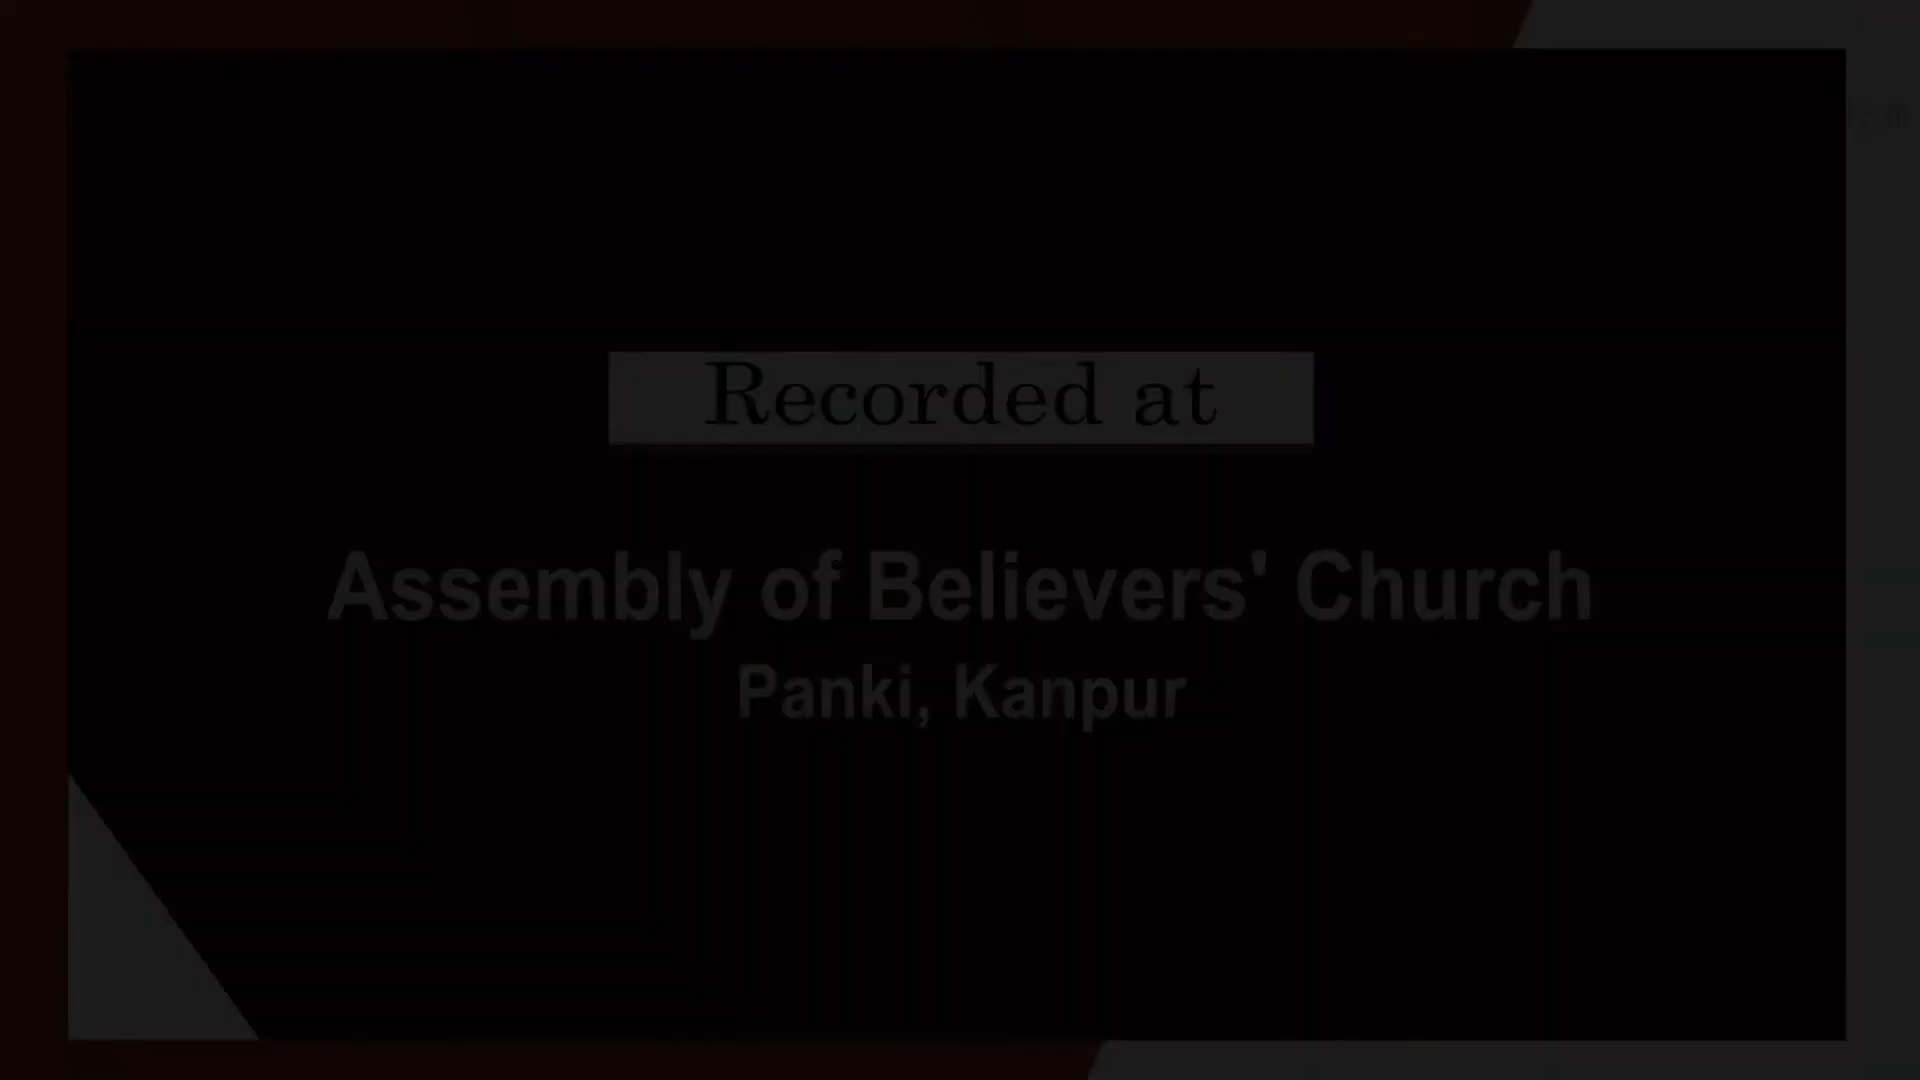 Recorded at
Assembly of Believers' Church
Panki, Kanpur